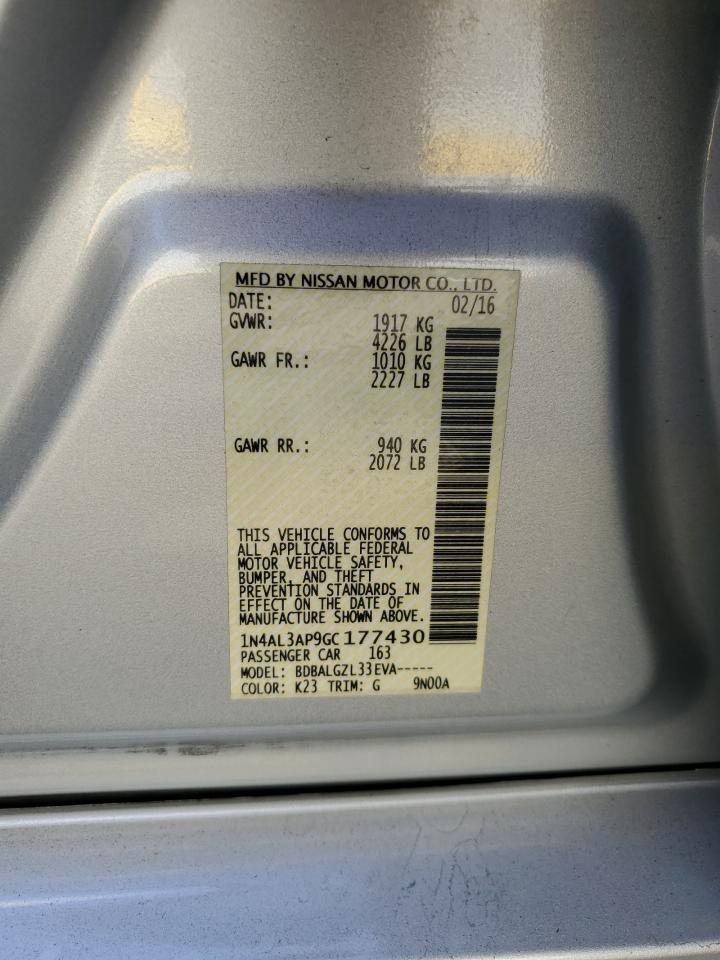 MFD BY NISSAN MOTOR CO., LTD.
DATE: 02/16
GVWR: 1917 KG
4226 LB
GAWR FR.: 1010 KG
2227 LB
GAWR RR.: 940 KG
2072 LB
THIS VEHICLE CONFORMS TO
ALL APPLICABLE FEDERAL
MOTOR VEHICLE SAFETY,
BUMPER, AND THEFT
PREVENTION STANDARDS IN
EFFECT ON THE DATE OF
MANUFACTURE SHOWN ABOVE.
1N4AL3AP9GC177430
PASSENGER CAR 163
MODEL: BDBALGZL33EVA-----
COLOR: K23 TRIM: G 9N00A